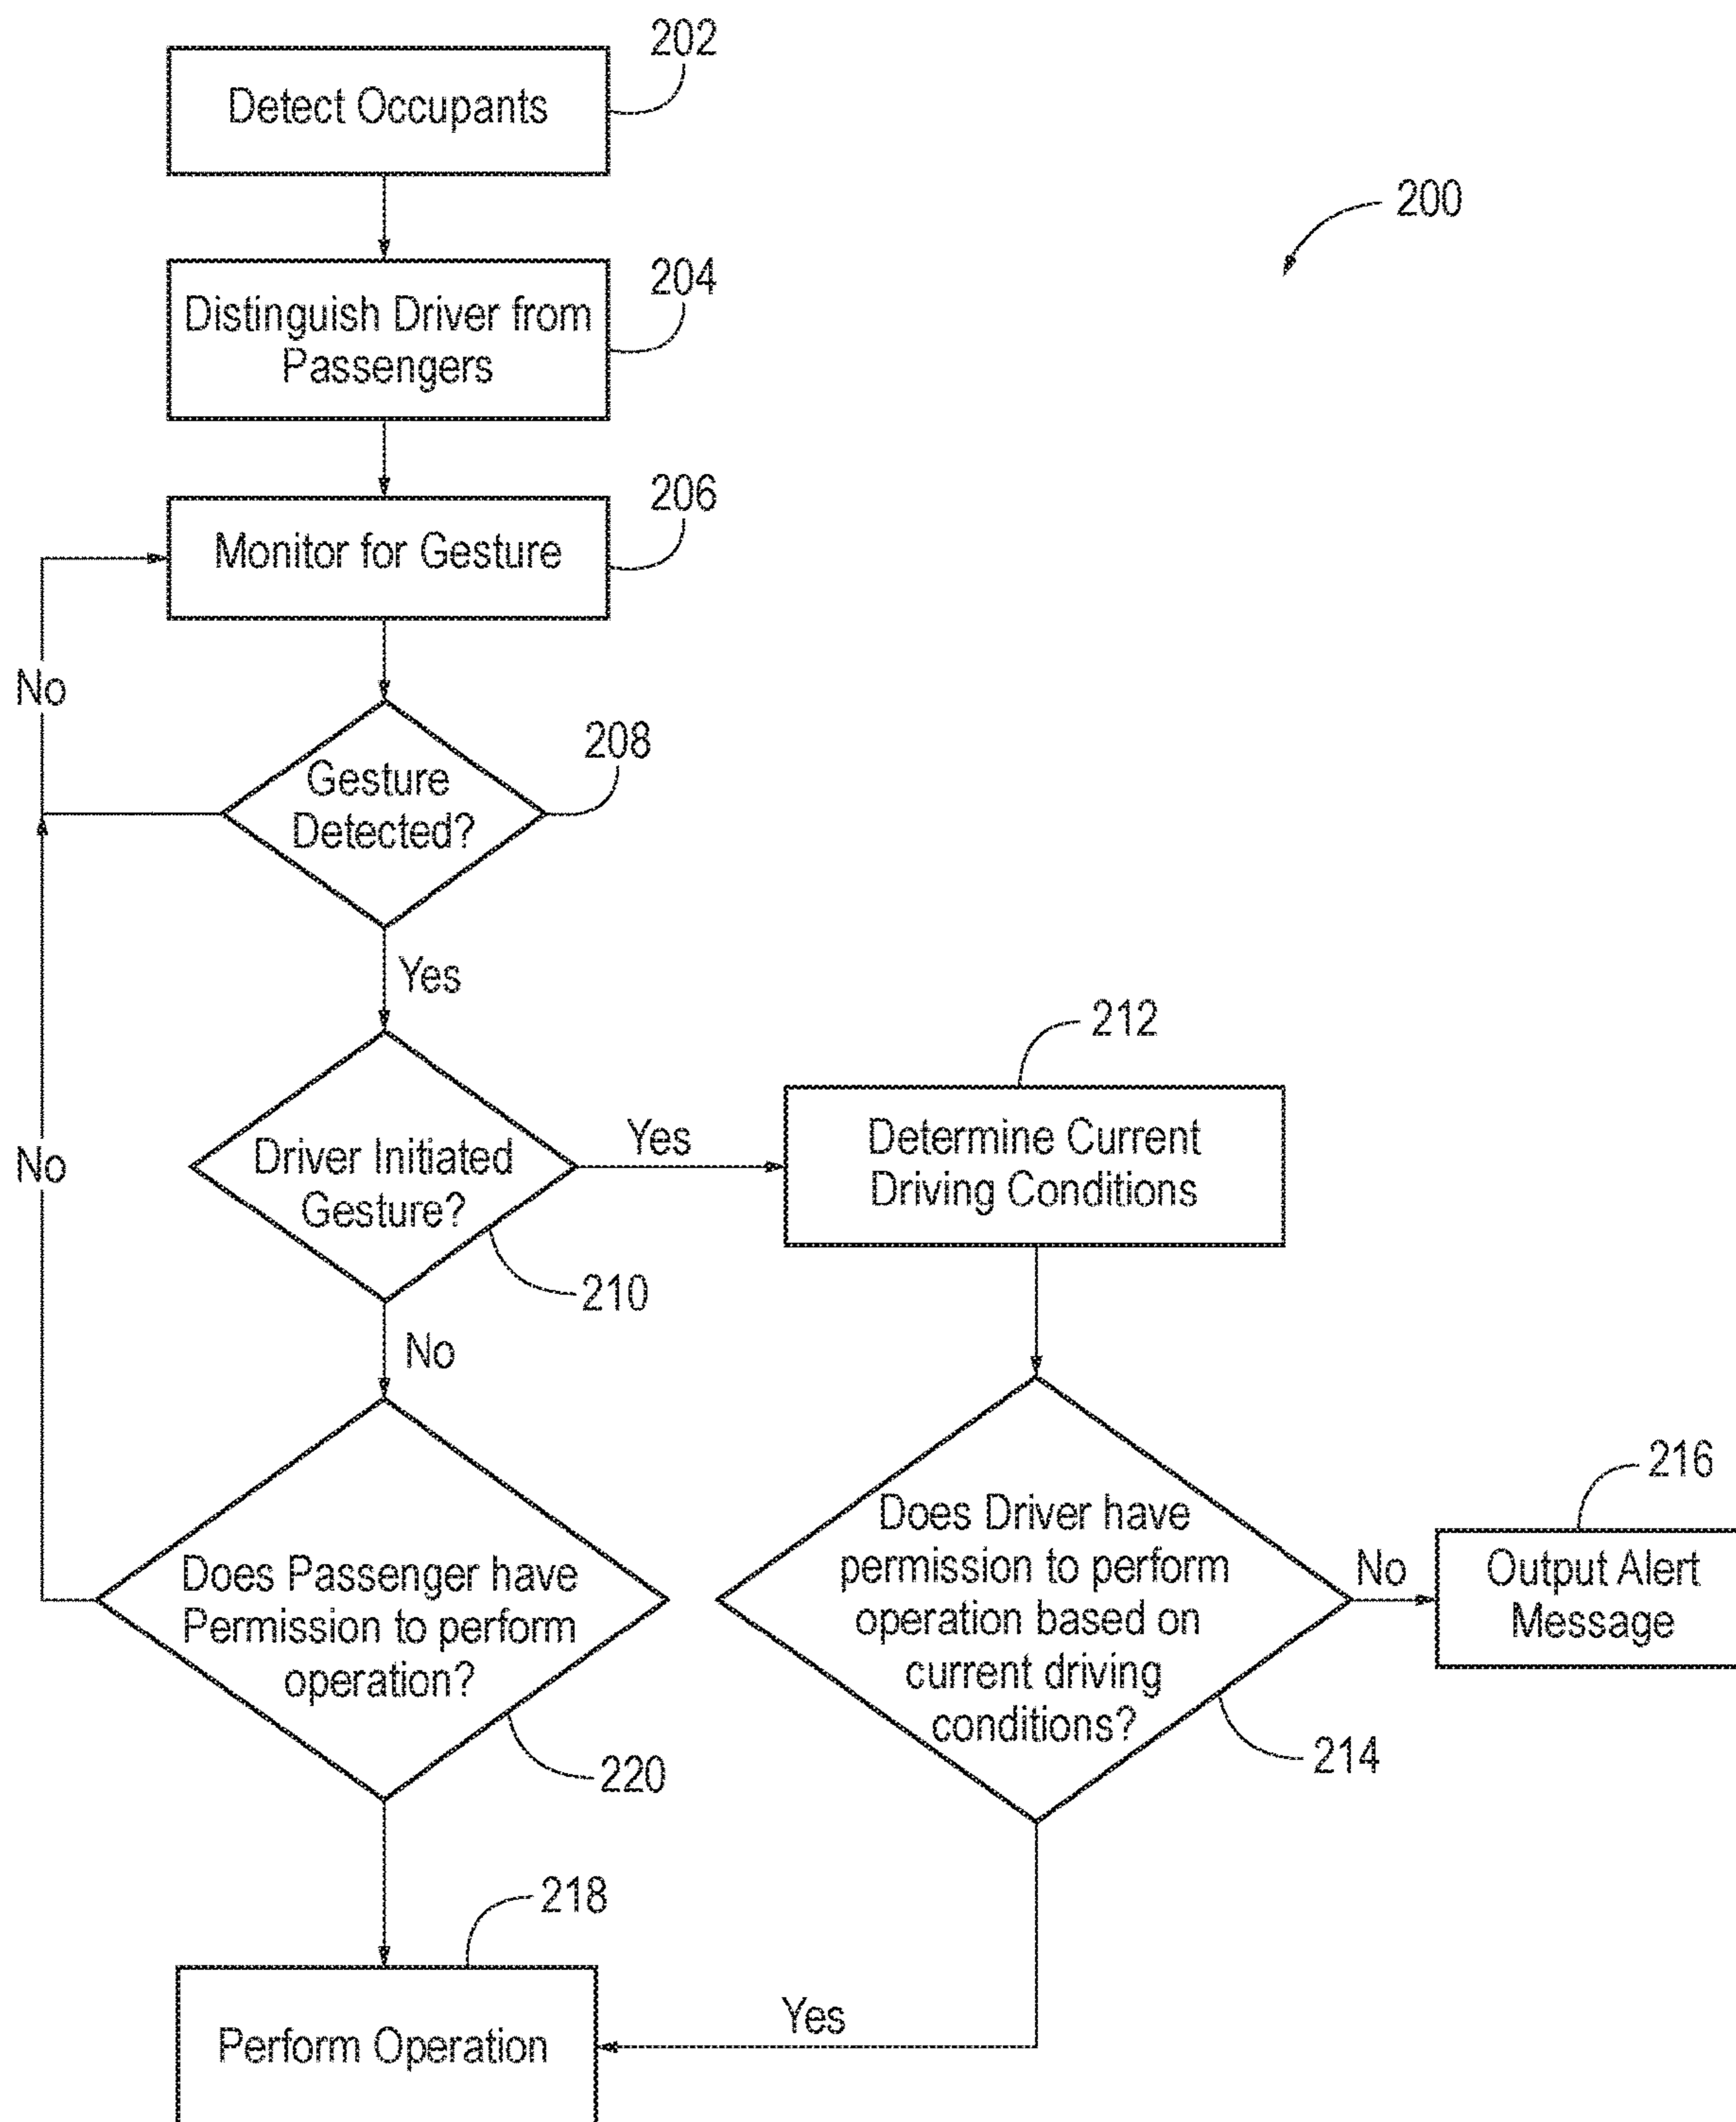 202
Detect Occupants
200
204
Distinguish Driver from
Passengers
206
Monitor for Gesture
No
208
Gesture
Detected?
Yes
212
Determine Current
Driving Conditions
Yes
Driver Initiated
Gesture?
No
210
No
216
Does Driver have
permission to perform
operation based on
current driving
conditions?
No
Output Alert
Message
Does Passenger have
Permission to perform
operation?
214
220
218
Yes
Perform Operation